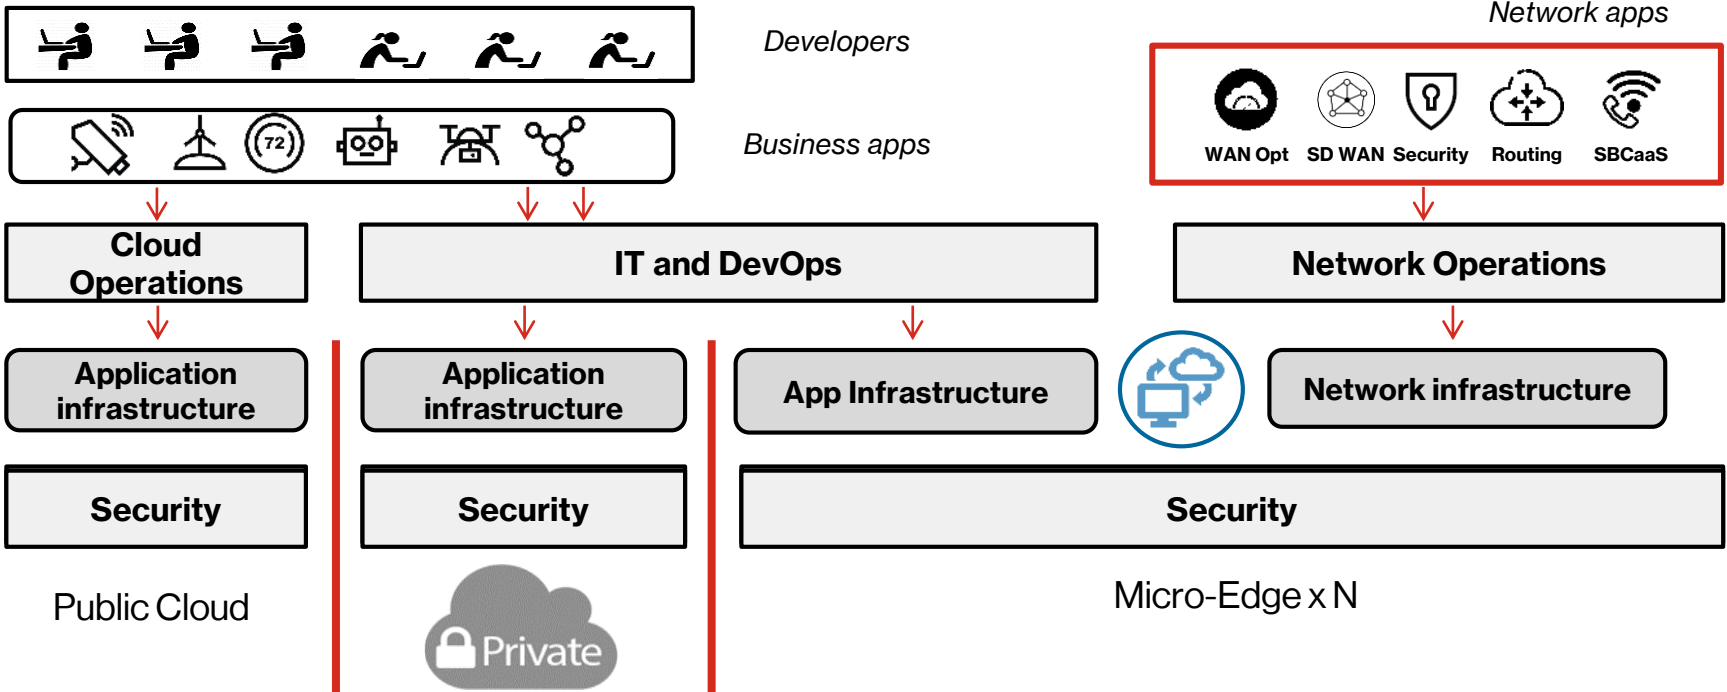 Network apps
Developers
Business apps
72
WAN Opt
SD WAN
Security
Routing
SBCaaS
Cloud
Operations
IT and DevOps
Network Operations
Application
infrastructure
Application
infrastructure
App Infrastructure
Network infrastructure
Security
Security
Security
Public Cloud
Private
Micro-Edge x N